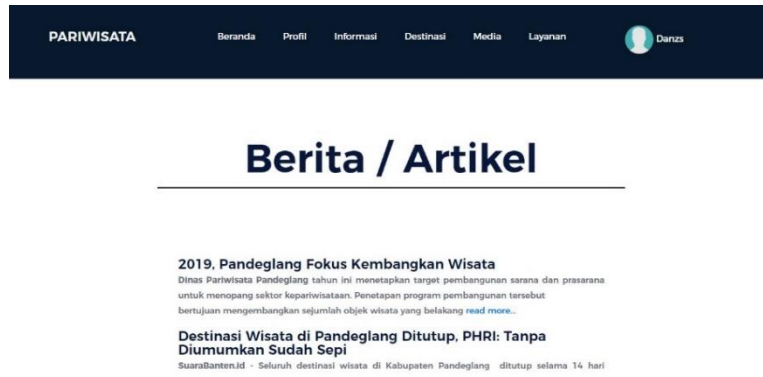 PARIWISATA Beranda Profil Informasi Destinasi Media Layanan Danzs
Berita / Artikel
2019, Pandeglang Fokus Kembangkan Wisata
Dinas Pariwisata Pandeglang tahun ini menetapkan target pembangunan sarana dan prasarana
untuk menopang sektor kepariwisataan. Penetapan program pembangunan tersebut
bertujuan mengembangkan sejumlah objek wisata yang belakang read more...
Destinasi Wisata di Pandeglang Ditutup, PHRI: Tanpa
Diumumkan Sudah Sepi
SuaraBanten.id - Seluruh destinasi wisata di Kabupaten Pandeglang ditutup selama 14 hari